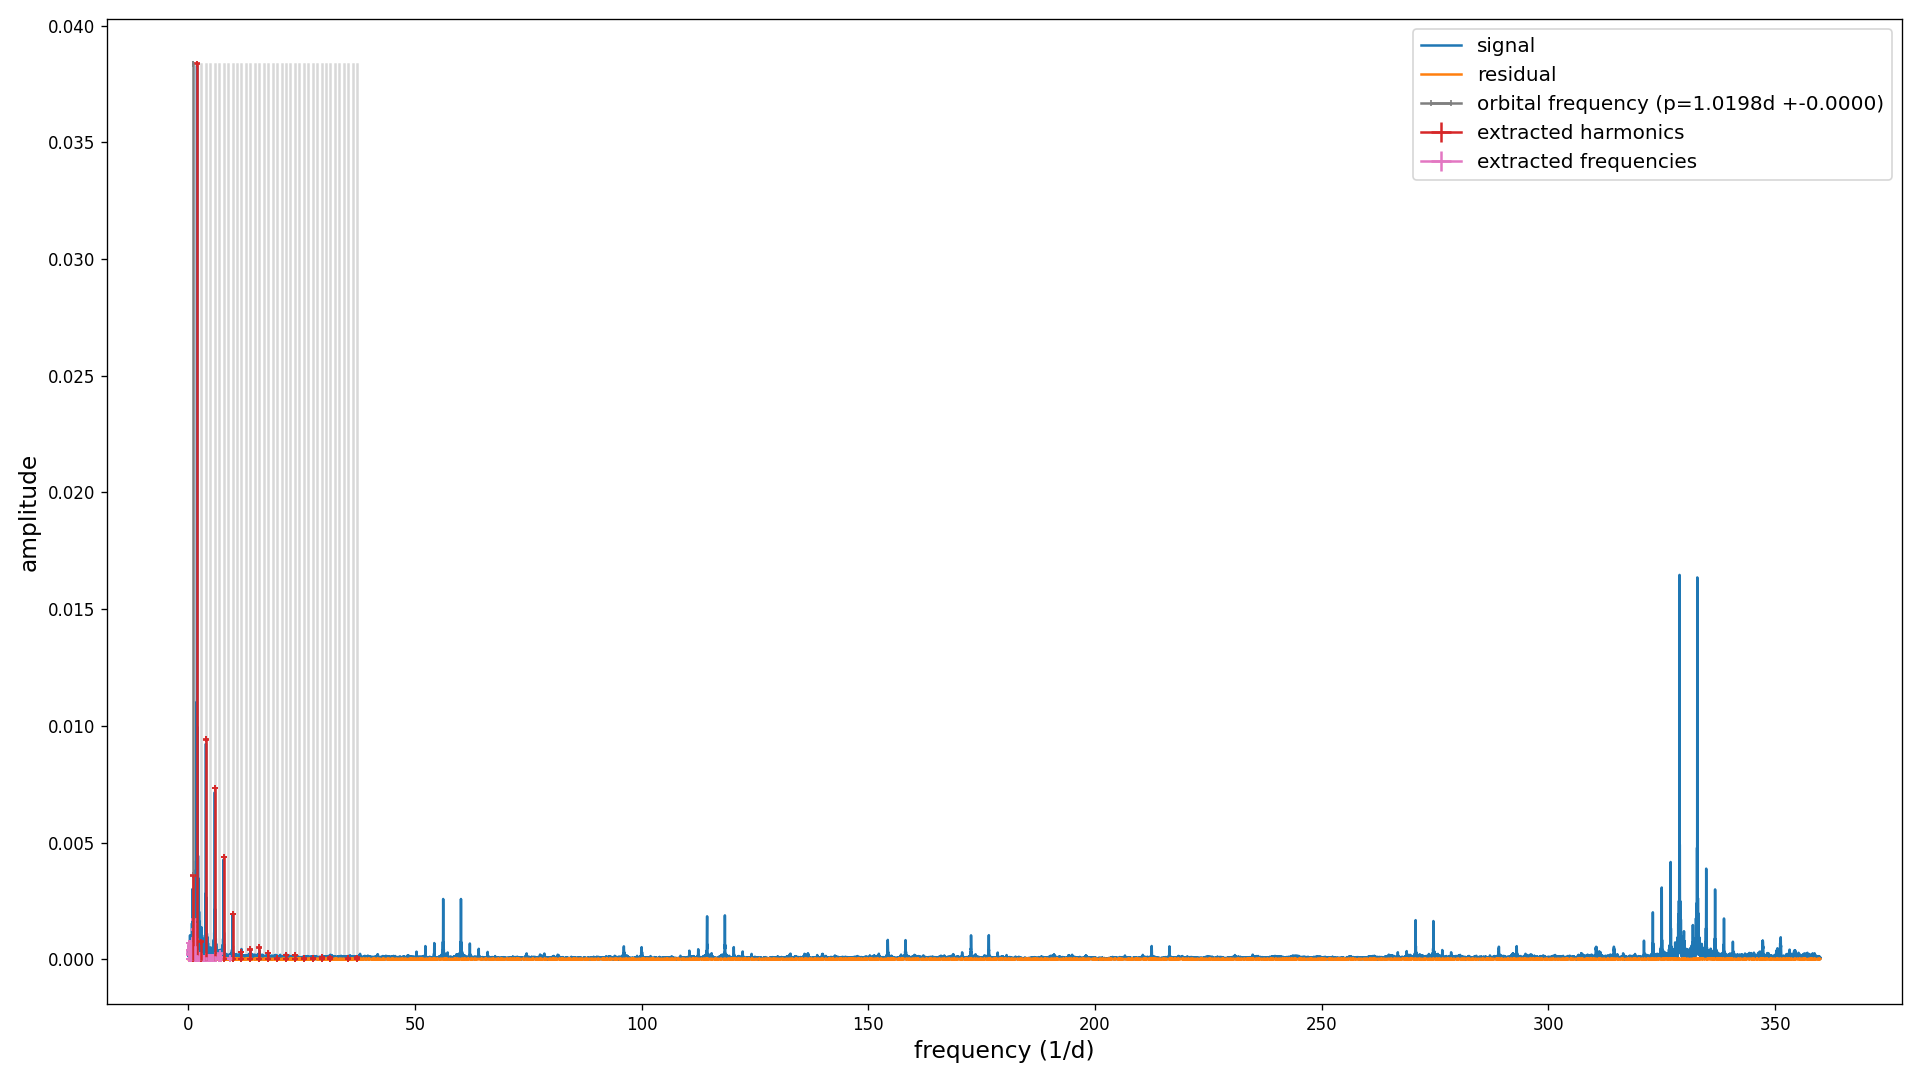 0.040
0.035
0.030
0.025
0.020
0.015
0.010
0.005
0.000
amplitude
signal
residual
orbital frequency (p=1.0198d +-0.0000)
extracted harmonics
extracted frequencies
0 50 100 150 200 250 300 350
frequency (1/d)